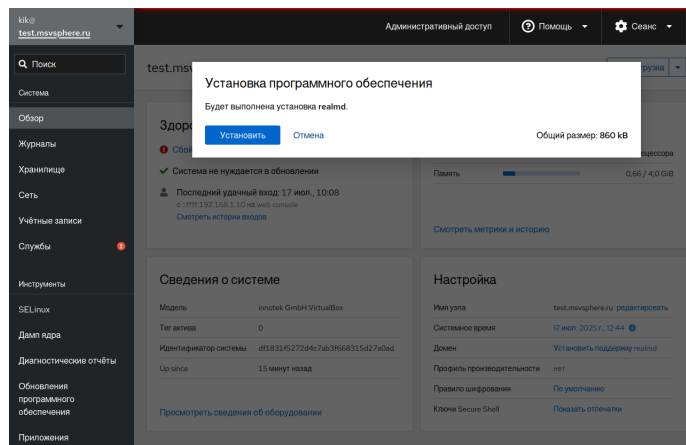 kik@
test.msvsphere.ru
Административный доступ
Помощь
Сеанс
Поиск
Система
Обзор
Журналы
Хранилище
Сеть
Учётные записи
Службы
Инструменты
SELinux
Дамп ядра
Диагностические отчёты
Обновления
программного
обеспечения
Приложения
test.msv
Установка программного обеспечения
Будет выполнена установка realmd.
Установить
Отмена
Общий размер: 860 kB
Система не нуждается в обновлении
Последний удачный вход: 17 июл., 10:08
с ::ffff:192.168.1.10 на web console
Смотреть истории входов
Память 0,66 / 4,0 GiB
Смотреть метрики и историю
Сведения о системе
Модель innotek GmbH VirtualBox
Тег актива 0
Идентификатор системы df1831f5272d4c7ab3f668315d27a0ad
Up since 15 минут назад
Просмотреть сведения об оборудовании
Настройка
Имя узла test.msvsphere.ru редактировать
Системное время 17 июл. 2025 г., 12:44
Домен Установить поддержку realmd
Профиль производительности нет
Правило шифрования По умолчанию
Ключи Secure Shell Показать отпечатки